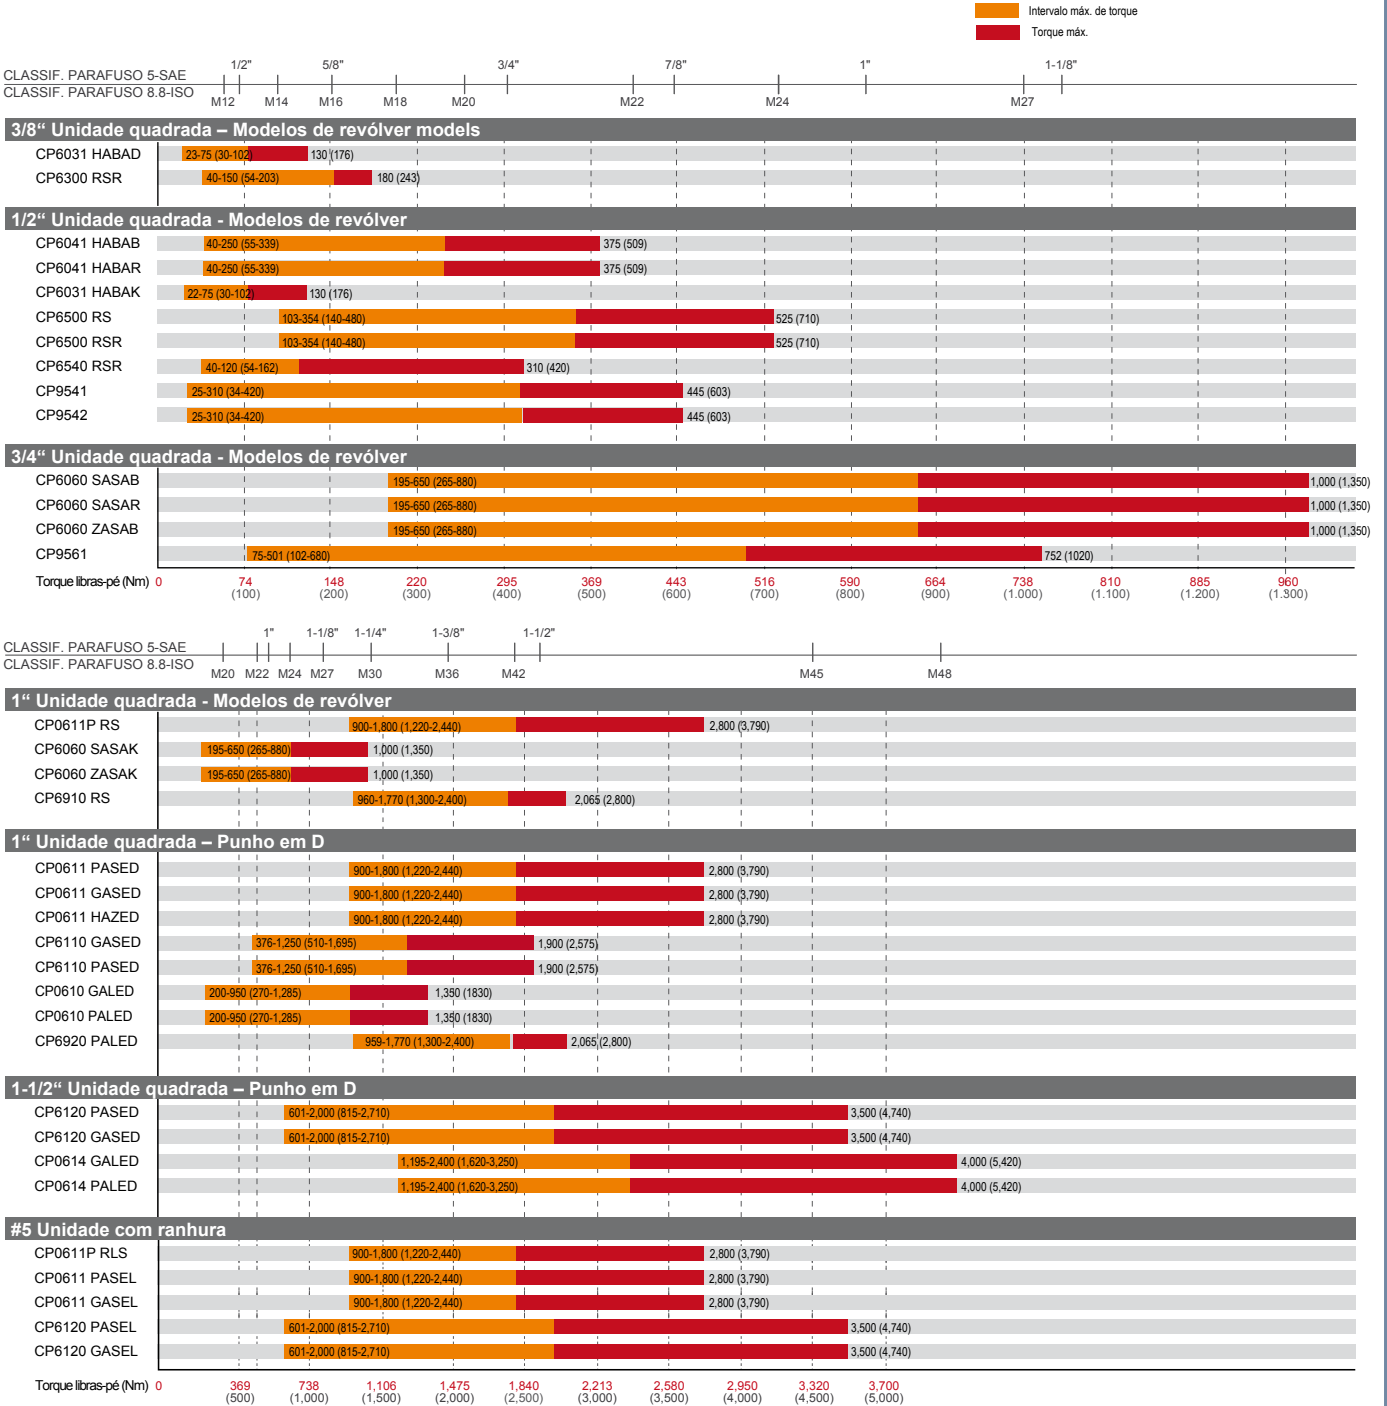 Intervalo máx. de torque
Torque máx.
1/2" 5/8" 3/4" 7/8" 1" 1-1/8"
CLASSIF. PARAFUSO 5-SAE
CLASSIF. PARAFUSO 8.8-ISO
M12 M14 M16 M18 M20 M22 M24 M27
3/8“ Unidade quadrada – Modelos de revólver models
CP6031 HABAD 23-75 (30-102) 130 (176)
CP6300 RSR 40-150 (54-203) 180 (243)
1/2“ Unidade quadrada - Modelos de revólver
CP6041 HABAB 40-250 (55-339) 375 (509)
CP6041 HABAR 40-250 (55-339) 375 (509)
CP6031 HABAK 22-75 (30-102) 130 (176)
CP6500 RS 103-354 (140-480) 525 (710)
CP6500 RSR 103-354 (140-480) 525 (710)
CP6540 RSR 40-120 (54-162) 310 (420)
CP9541 25-310 (34-420) 445 (603)
CP9542 25-310 (34-420) 445 (603)
3/4“ Unidade quadrada - Modelos de revólver
CP6060 SASAB 195-650 (265-880) 1,000 (1,350)
CP6060 SASAR 195-650 (265-880) 1,000 (1,350)
CP6060 ZASAB 195-650 (265-880) 1,000 (1,350)
CP9561 75-501 (102-680) 752 (1020)
Torque libras-pé (Nm) 0 74 148 220 295 369 443 516 590 664 738 810 885 960
(100) (200) (300) (400) (500) (600) (700) (800) (900) (1.000) (1.100) (1.200) (1.300)
1" 1-1/8" 1-1/4" 1-3/8" 1-1/2"
CLASSIF. PARAFUSO 5-SAE
CLASSIF. PARAFUSO 8.8-ISO
M20 M22 M24 M27 M30 M36 M42 M45 M48
1“ Unidade quadrada - Modelos de revólver
CP0611P RS 900-1,800 (1,220-2,440) 2,800 (3,790)
CP6060 SASAK 195-650 (265-880) 1,000 (1,350)
CP6060 ZASAK 195-650 (265-880) 1,000 (1,350)
CP6910 RS 960-1,770 (1,300-2,400) 2,065 (2,800)
1“ Unidade quadrada – Punho em D
CP0611 PASED 900-1,800 (1,220-2,440) 2,800 (3,790)
CP0611 GASED 900-1,800 (1,220-2,440) 2,800 (3,790)
CP0611 HAZED 900-1,800 (1,220-2,440) 2,800 (3,790)
CP6110 GASED 376-1,250 (510-1,695) 1,900 (2,575)
CP6110 PASED 376-1,250 (510-1,695) 1,900 (2,575)
CP0610 GALED 200-950 (270-1,285) 1,350 (1830)
CP0610 PALED 200-950 (270-1,285) 1,350 (1830)
CP6920 PALED 959-1,770 (1,300-2,400) 2,065 (2,800)
1-1/2“ Unidade quadrada – Punho em D
CP6120 PASED 601-2,000 (815-2,710) 3,500 (4,740)
CP6120 GASED 601-2,000 (815-2,710) 3,500 (4,740)
CP0614 GALED 1,195-2,400 (1,620-3,250) 4,000 (5,420)
CP0614 PALED 1,195-2,400 (1,620-3,250) 4,000 (5,420)
#5 Unidade com ranhura
CP0611P RLS 900-1,800 (1,220-2,440) 2,800 (3,790)
CP0611 PASEL 900-1,800 (1,220-2,440) 2,800 (3,790)
CP0611 GASEL 900-1,800 (1,220-2,440) 2,800 (3,790)
CP6120 PASEL 601-2,000 (815-2,710) 3,500 (4,740)
CP6120 GASEL 601-2,000 (815-2,710) 3,500 (4,740)
Torque libras-pé (Nm) 0 369 738 1,106 1,475 1,840 2,213 2,580 2,950 3,320 3,700
(500) (1,000) (1,500) (2,000) (2,500) (3,000) (3,500) (4,000) (4,500) (5,000)